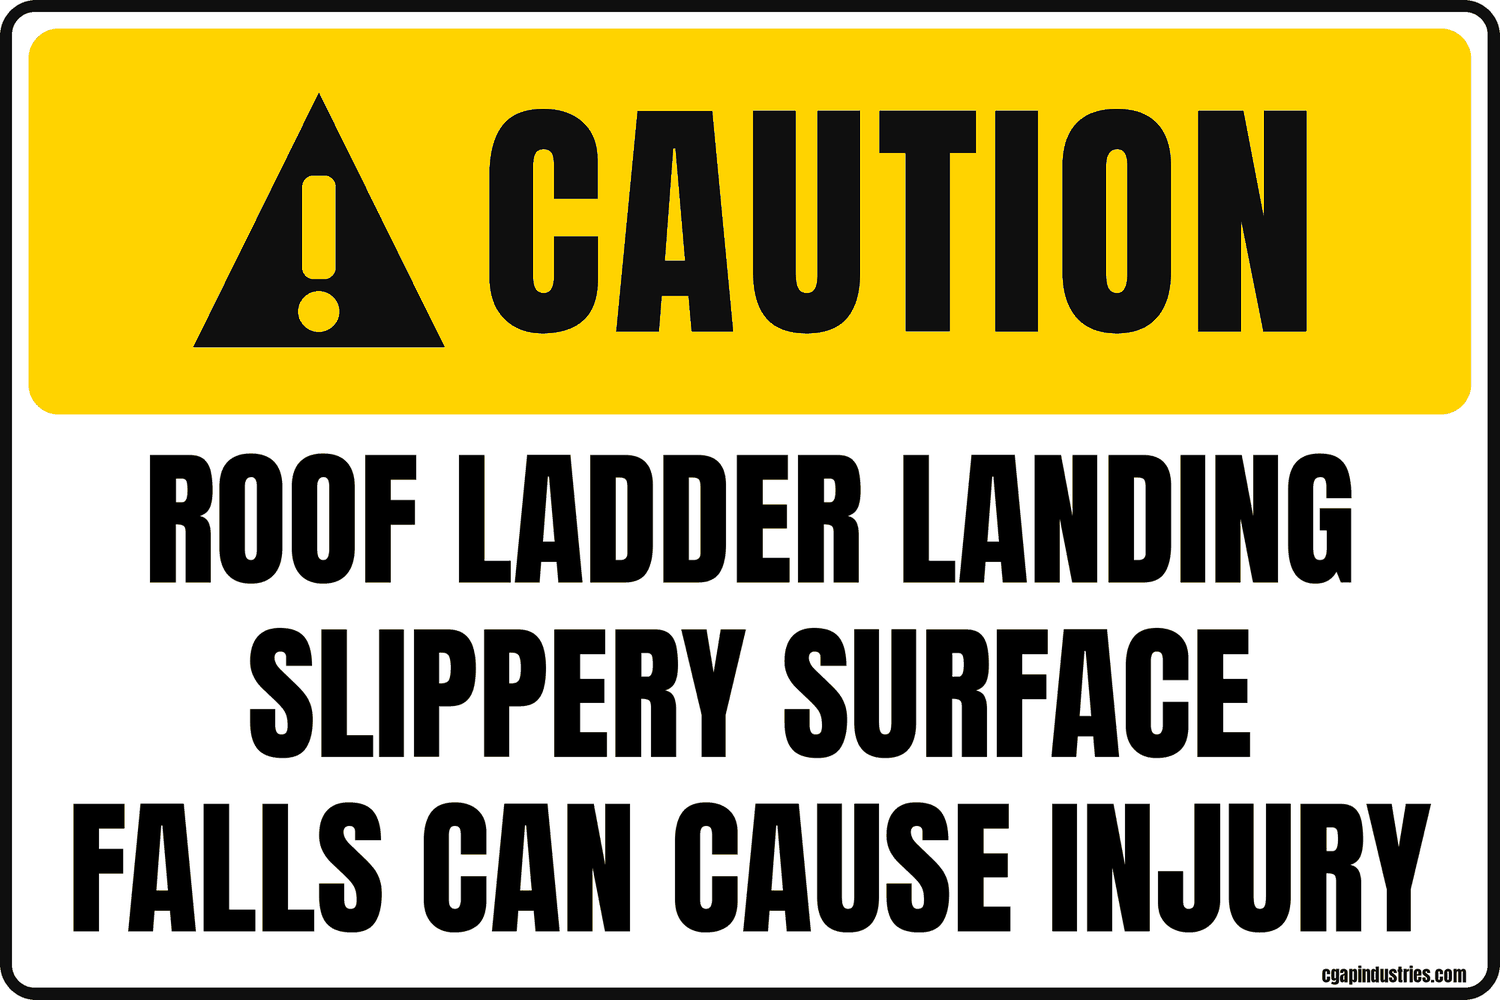 CAUTION
ROOF LADDER LANDING
SLIPPERY SURFACE
FALLS CAN CAUSE INJURY
cgapindustries.com